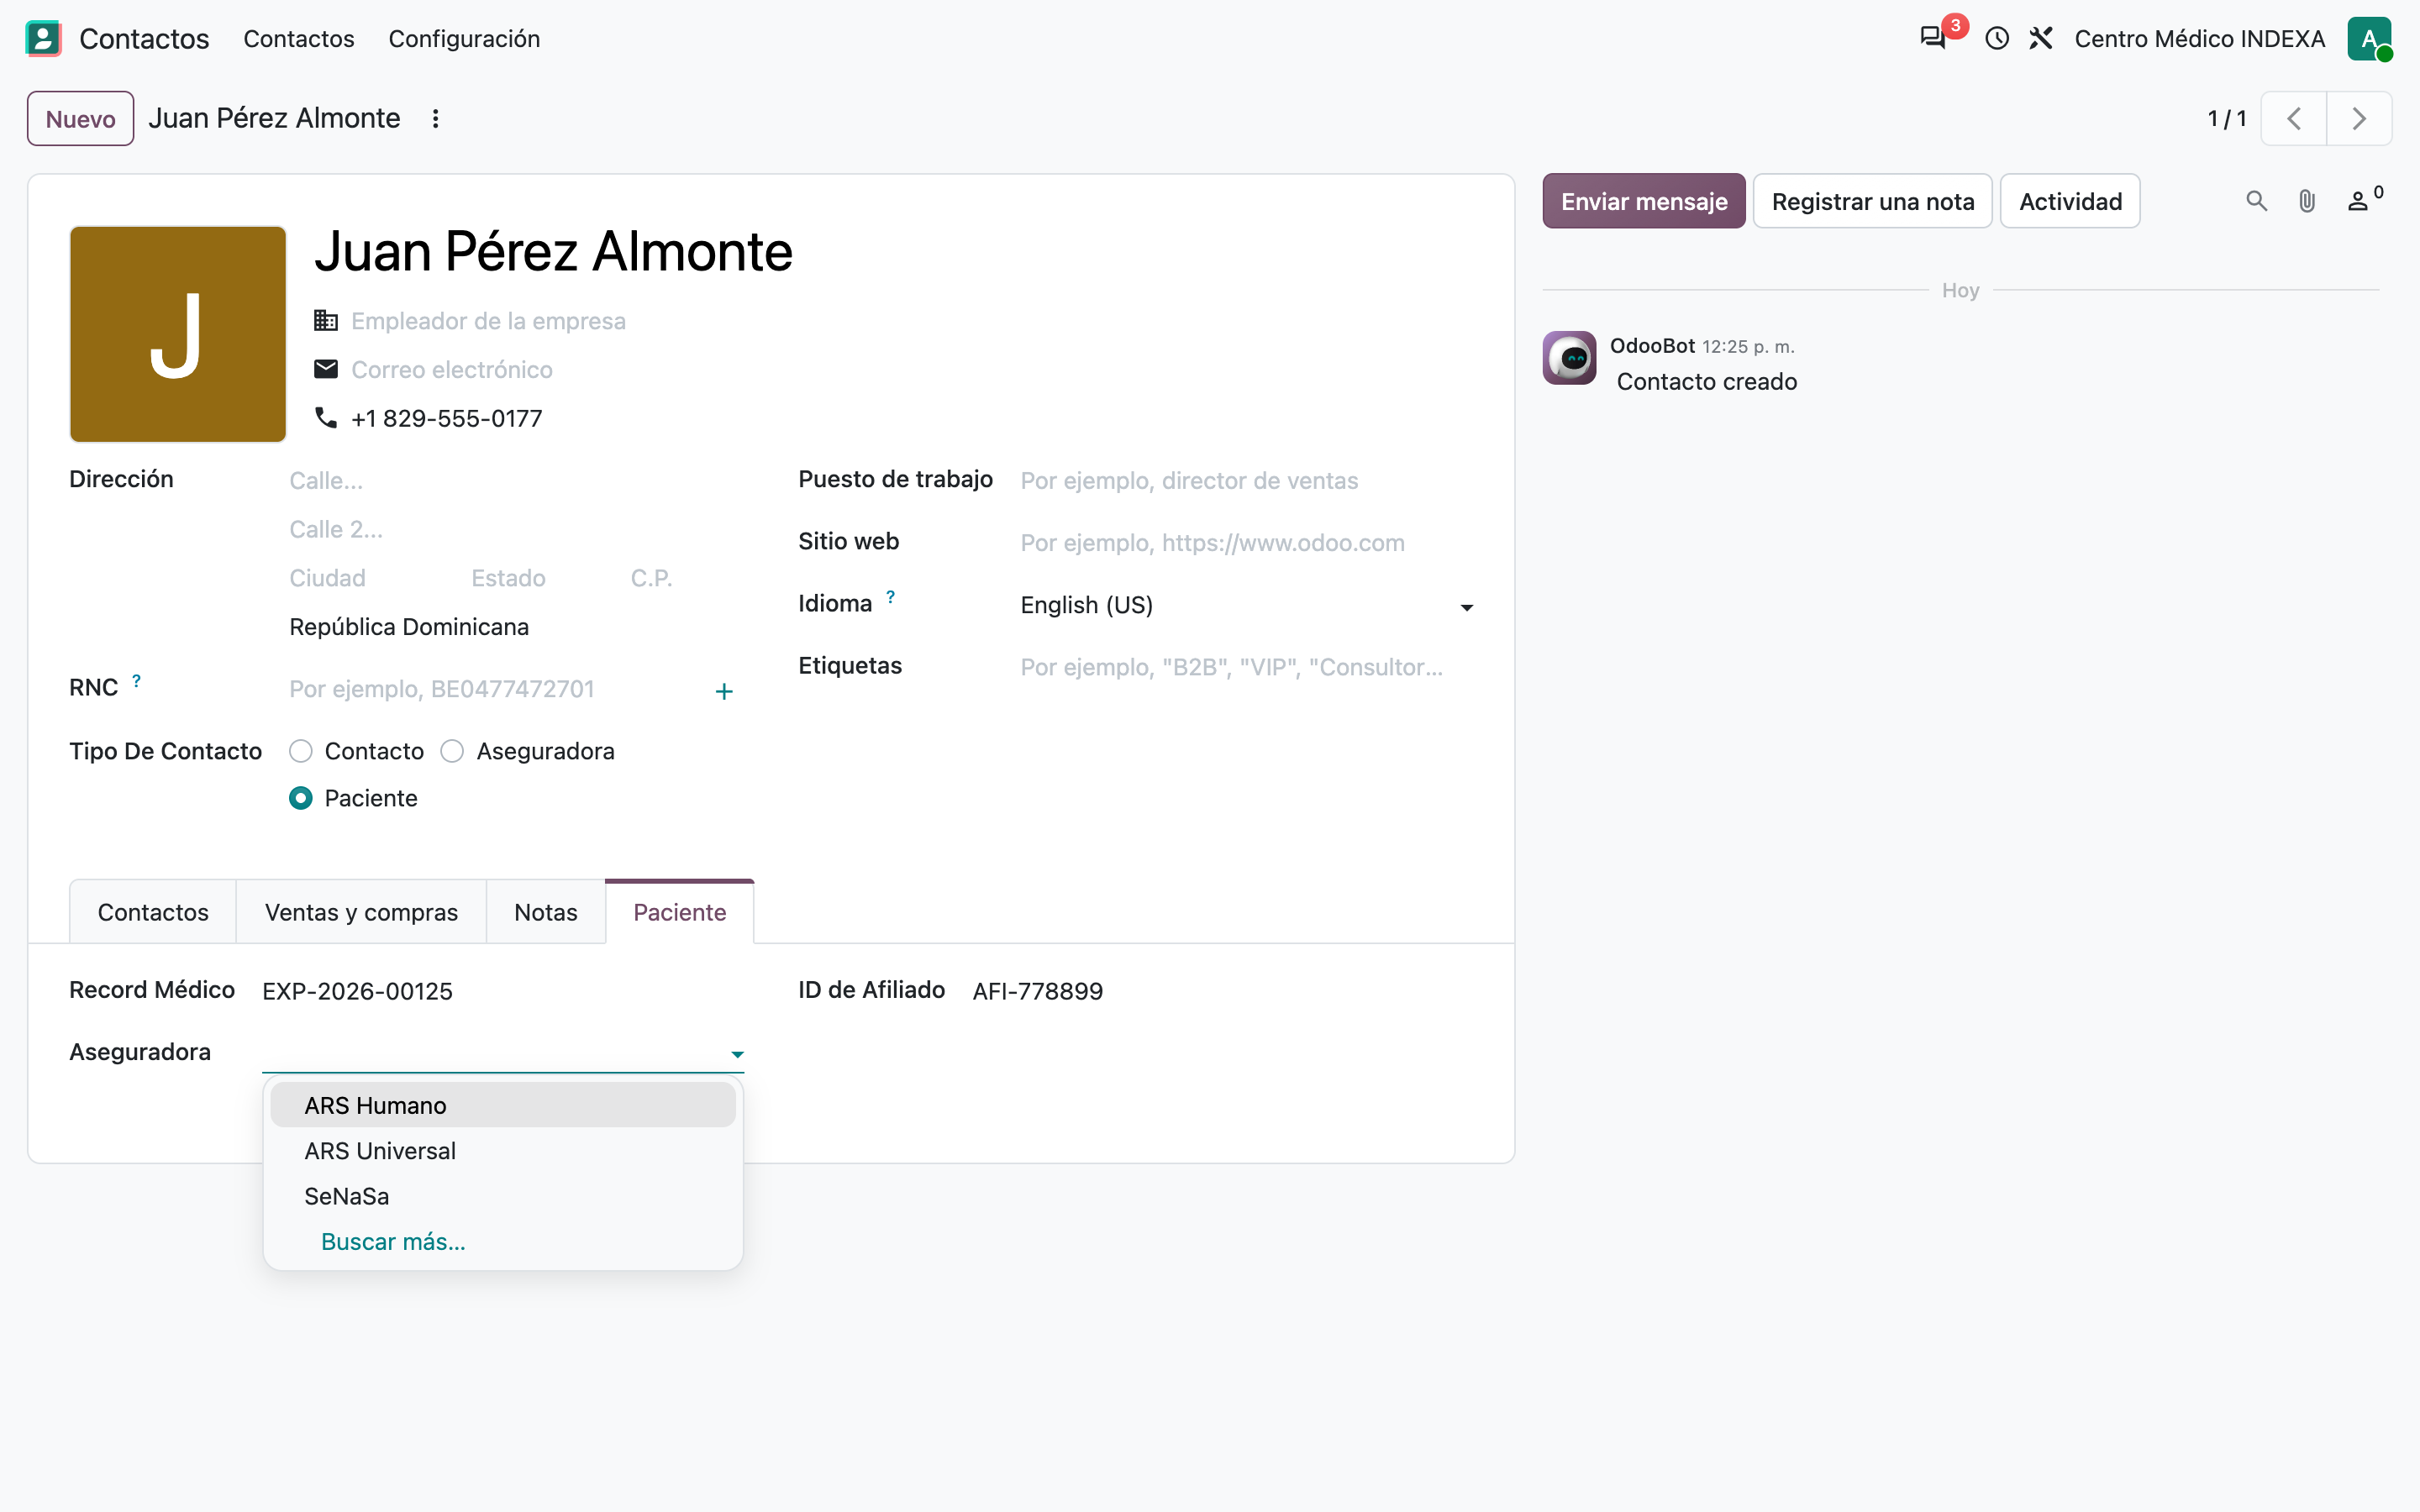 Contactos Contactos Configuración 3 Centro Médico INDEXA A
Nuevo Juan Pérez Almonte 1 / 1
J
Juan Pérez Almonte
Empleador de la empresa
Correo electrónico
+1 829-555-0177
Dirección Calle...
Calle 2...
Ciudad Estado C.P.
República Dominicana
RNC ? Por ejemplo, BE0477472701 +
Tipo De Contacto Contacto Aseguradora
Paciente
Puesto de trabajo Por ejemplo, director de ventas
Sitio web Por ejemplo, https://www.odoo.com
Idioma ? English (US)
Etiquetas Por ejemplo, "B2B", "VIP", "Consultor...
Contactos Ventas y compras Notas Paciente
Record Médico EXP-2026-00125 ID de Afiliado AFI-778899
Aseguradora
ARS Humano
ARS Universal
SeNaSa
Buscar más...
Enviar mensaje Registrar una nota Actividad 0
Hoy
OdooBot 12:25 p. m.
Contacto creado